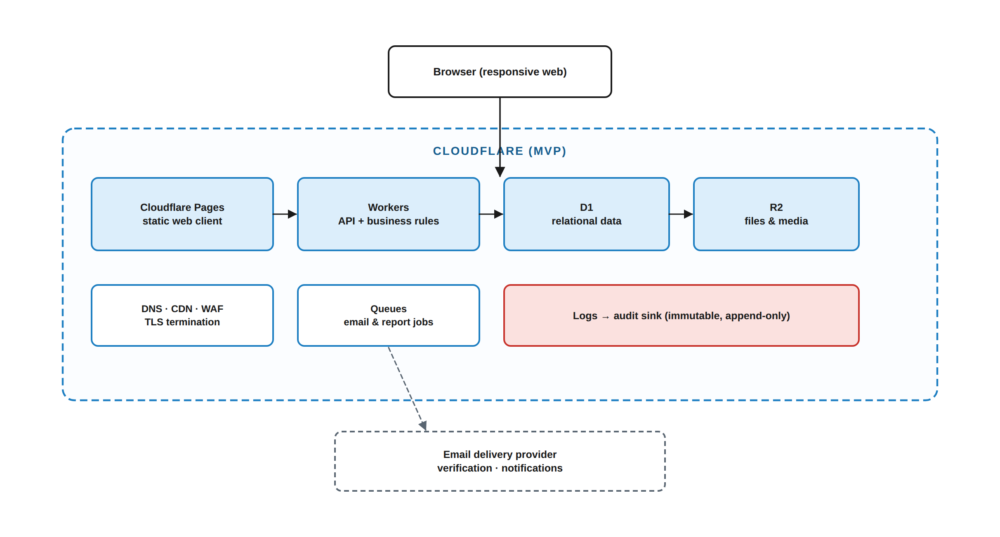 Browser (responsive web)
CLOUDFLARE (MVP)
Cloudflare Pages
static web client
Workers
API + business rules
D1
relational data
R2
files & media
DNS · CDN · WAF
TLS termination
Queues
email & report jobs
Logs → audit sink (immutable, append-only)
Email delivery provider
verification · notifications